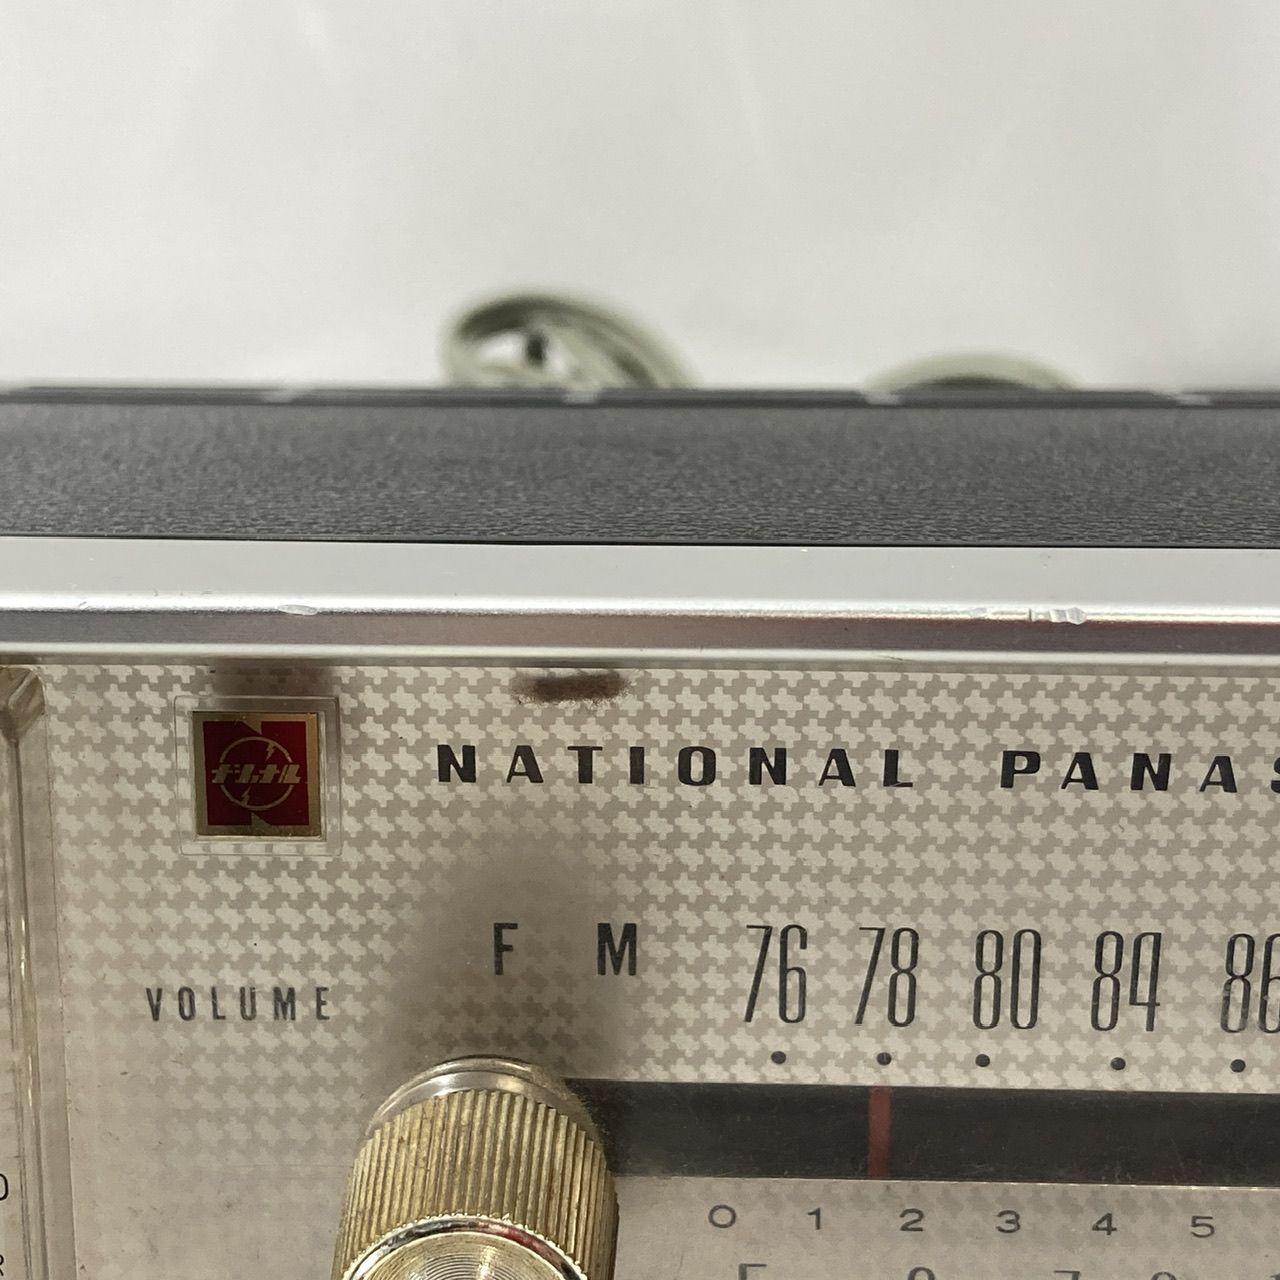 ナショナル
NATIONAL PANAS
FM 76 78 80 84 86
VOLUME
0 1 2 3 4 5